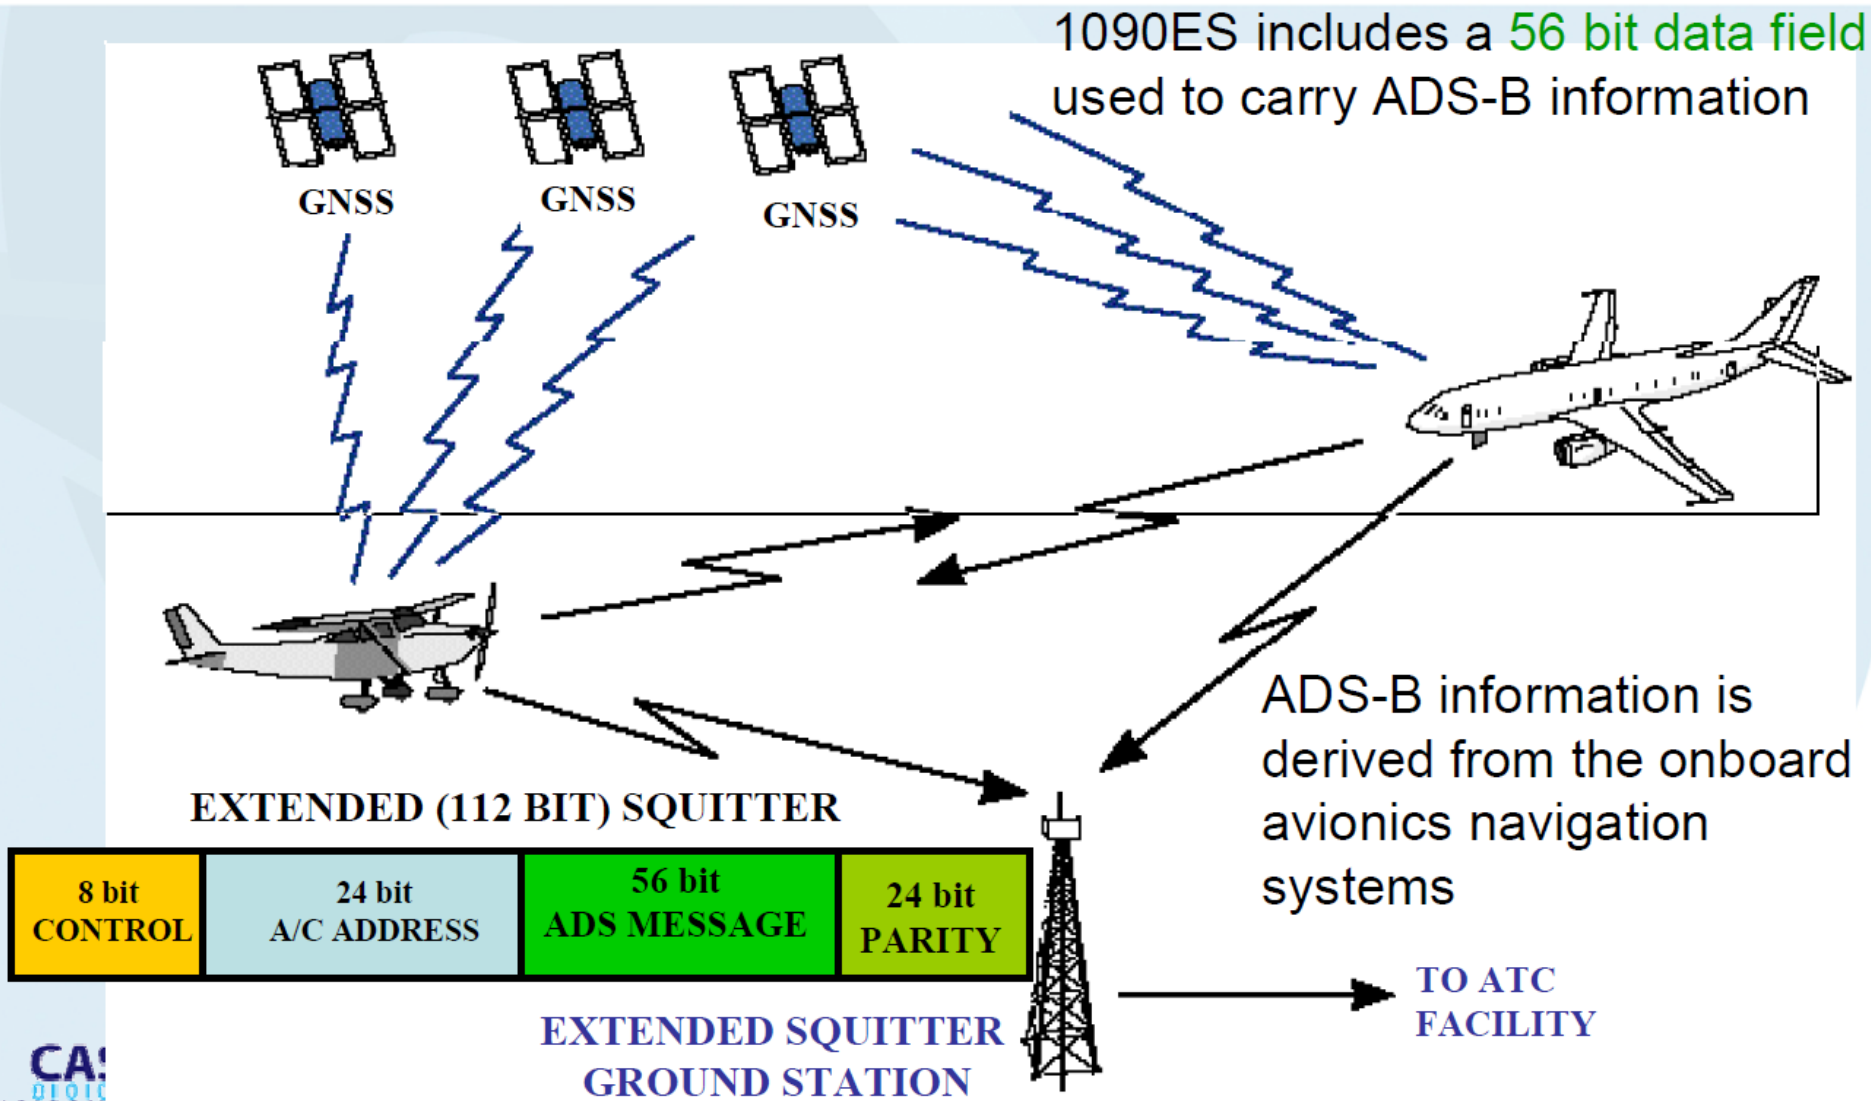 1090ES includes a 56 bit data field
used to carry ADS-B information
GNSS
GNSS
GNSS
ADS-B information is
derived from the onboard
avionics navigation
systems
EXTENDED (112 BIT) SQUITTER
8 bit
CONTROL
24 bit
A/C ADDRESS
56 bit
ADS MESSAGE
24 bit
PARITY
TO ATC
FACILITY
EXTENDED SQUITTER
GROUND STATION